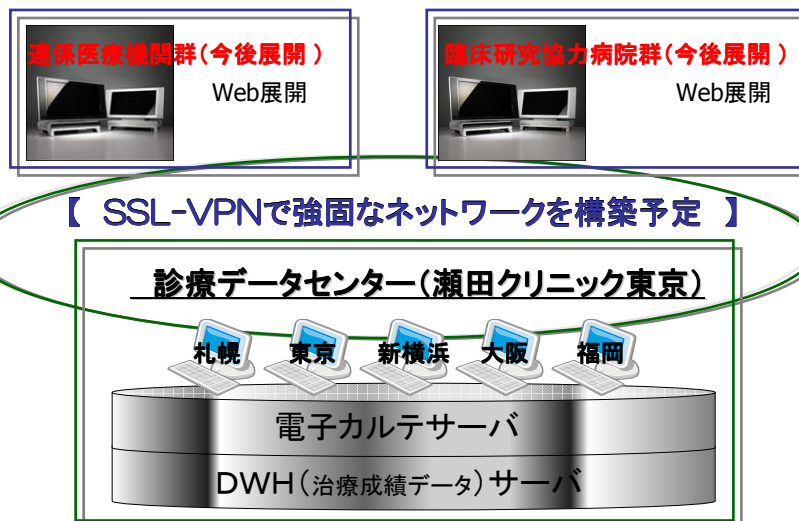 連係医療機関群(今後展開 )
Web展開
臨床研究協力病院群(今後展開 )
Web展開
【 SSL-VPNで強固なネットワークを構築予定 】
診療データセンター(瀬田クリニック東京)
札幌 東京 新横浜 大阪 福岡
電子カルテサーバ
DWH(治療成績データ)サーバ